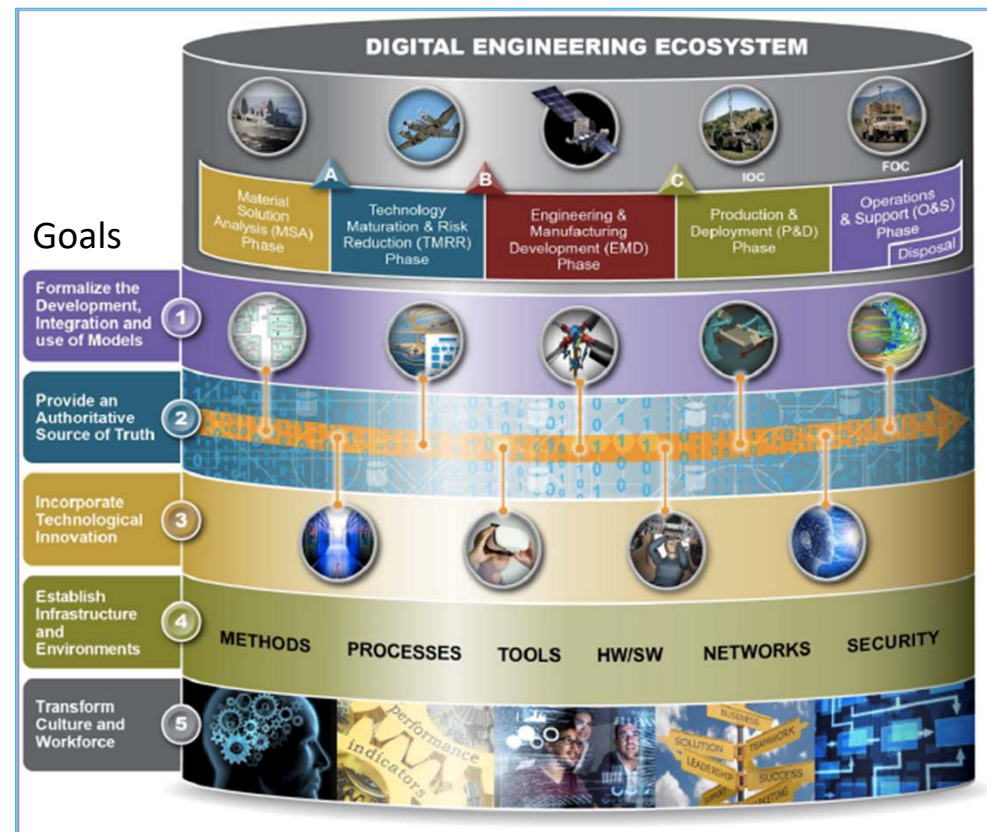 DIGITAL ENGINEERING ECOSYSTEM
A
B
C
IOC
FOC
Material
Solution
Analysis (MSA)
Phase
Technology
Maturation & Risk
Reduction (TMRR)
Phase
Engineering &
Manufacturing
Development (EMD)
Phase
Production &
Deployment (P&D)
Phase
Operations
& Support (O&S)
Phase
Disposal
Goals
Formalize the
Development,
Integration and
use of Models
1
Provide an
Authoritative
Source of Truth
2
Incorporate
Technological
Innovation
3
Establish
Infrastructure
and
Environments
4
METHODS
PROCESSES
TOOLS
HW/SW
NETWORKS
SECURITY
Transform
Culture and
Workforce
5
performance
indicators
BUSINESS
SOLUTION
TEAMWORK
LEADERSHIP
SUCCESS